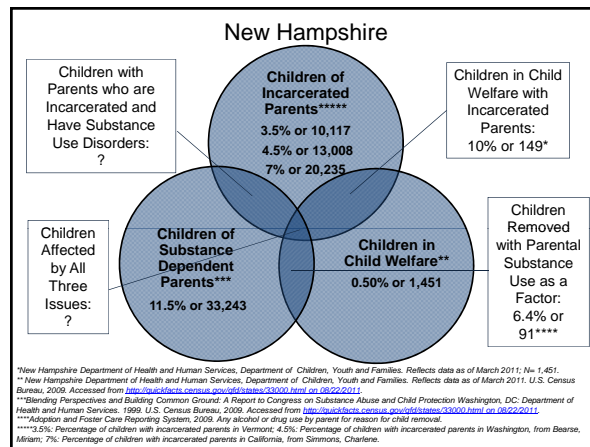 New Hampshire
Children with
Parents who are
Incarcerated and
Have Substance
Use Disorders:
?
Children of
Incarcerated
Parents*****
3.5% or 10,117
4.5% or 13,008
7% or 20,235
Children in Child
Welfare with
Incarcerated
Parents:
10% or 149*
Children
Affected
by All
Three
Issues:
?
Children of
Substance
Dependent
Parents***
11.5% or 33,243
Children in
Child Welfare**
0.50% or 1,451
Children
Removed
with Parental
Substance
Use as a
Factor:
6.4% or
91****
*New Hampshire Department of Health and Human Services, Department of Children, Youth and Families. Reflects data as of March 2011; N= 1,451.
** New Hampshire Department of Health and Human Services, Department of Children, Youth and Families. Reflects data as of March 2011. U.S. Census
Bureau, 2009. Accessed from http://quickfacts.census.gov/qfd/states/33000.html on 08/22/2011.
***Blending Perspectives and Building Common Ground: A Report to Congress on Substance Abuse and Child Protection Washington, DC: Department of
Health and Human Services. 1999. U.S. Census Bureau, 2009. Accessed from http://quickfacts.census.gov/qfd/states/33000.html on 08/22/2011.
****Adoption and Foster Care Reporting System, 2009. Any alcohol or drug use by parent for reason for child removal.
*****3.5%: Percentage of children with incarcerated parents in Vermont; 4.5%: Percentage of children with incarcerated parents in Washington, from Bearse,
Miriam; 7%: Percentage of children with incarcerated parents in California, from Simmons, Charlene.